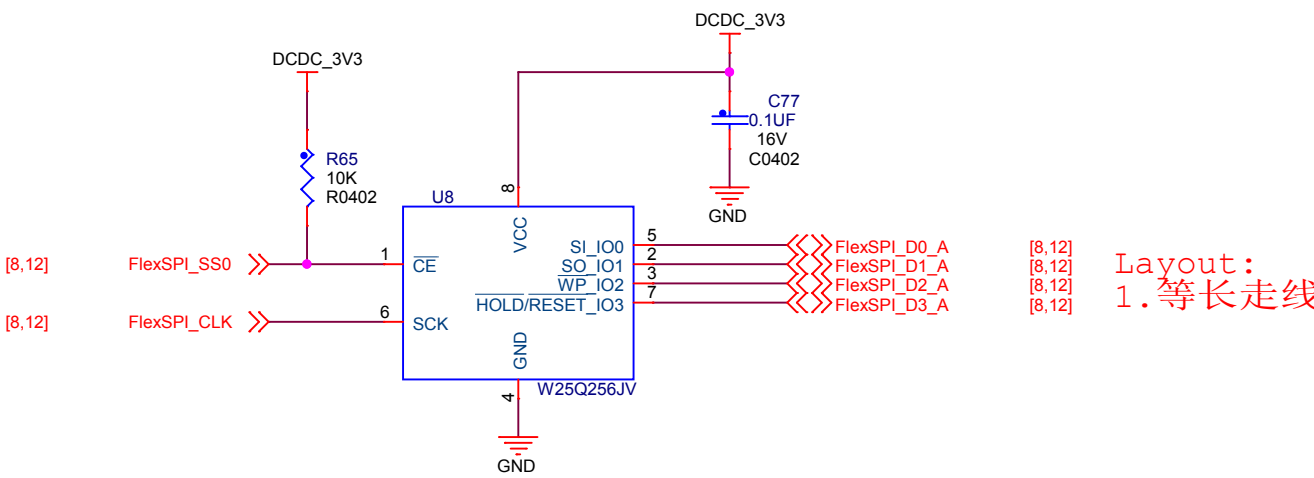 DCDC_3V3
DCDC_3V3
C77
0.1UF
16V
C0402
GND
R65
10K
R0402
U8
8
VCC
[8,12] FlexSPI_SS0 1 CE
[8,12] FlexSPI_CLK 6 SCK
SI_IO0 5 FlexSPI_D0_A [8,12]
SO_IO1 2 FlexSPI_D1_A [8,12]
WP_IO2 3 FlexSPI_D2_A [8,12]
HOLD/RESET_IO3 7 FlexSPI_D3_A [8,12]
GND
4
W25Q256JV
GND
Layout:
1.等长走线